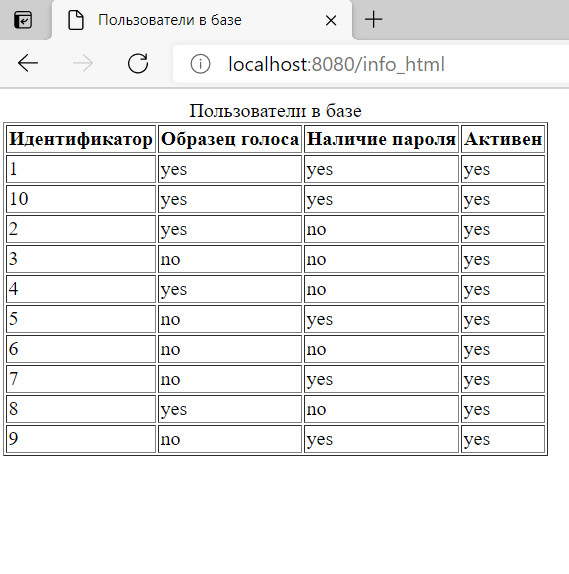 Пользователи в базе
localhost:8080/info_html
Пользователи в базе
Идентификатор Образец голоса Наличие пароля Активен
1 yes yes yes
10 yes yes yes
2 yes no yes
3 no no yes
4 yes no yes
5 no yes yes
6 no no yes
7 no yes yes
8 yes no yes
9 no yes yes